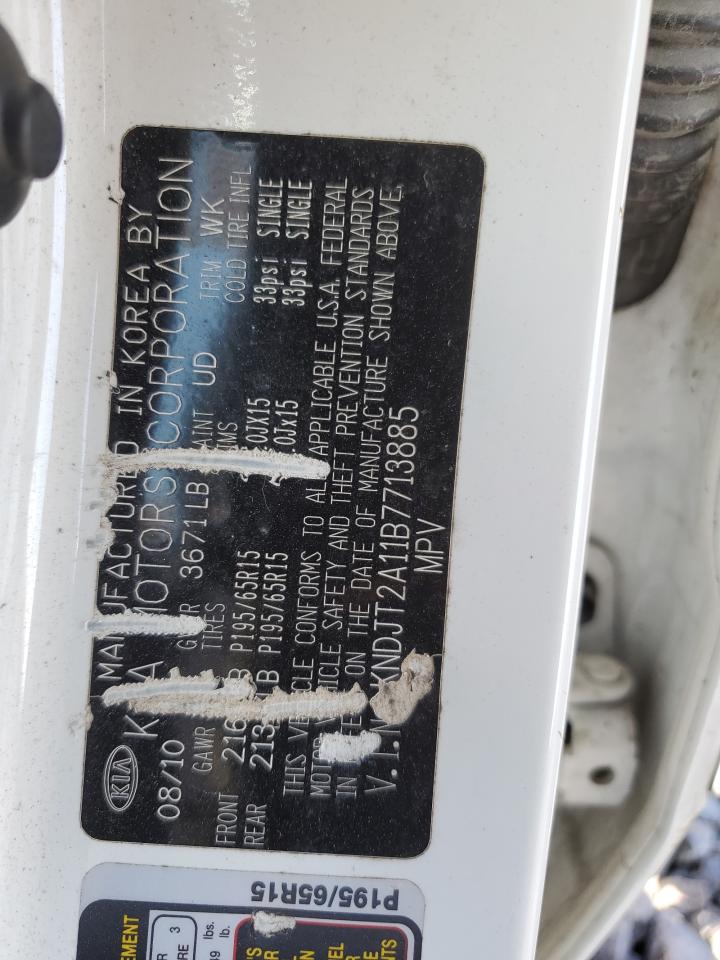 KIA
MANUFACTURED IN KOREA BY
08/10 KIA MOTORS CORPORATION
GAWR 3671LB PAINT UD TRIM WK
TIRES COLD TIRE INFL
FRONT P195/65R15 33psi SINGLE
REAR P195/65R15 33psi SINGLE
THIS VEHICLE CONFORMS TO ALL APPLICABLE U.S.A. FEDERAL
MOTOR VEHICLE SAFETY AND THEFT PREVENTION STANDARDS
IN EFFECT ON THE DATE OF MANUFACTURE SHOWN ABOVE.
V.I.N KNDJT2A11B7713885
MPV
P195/65R15